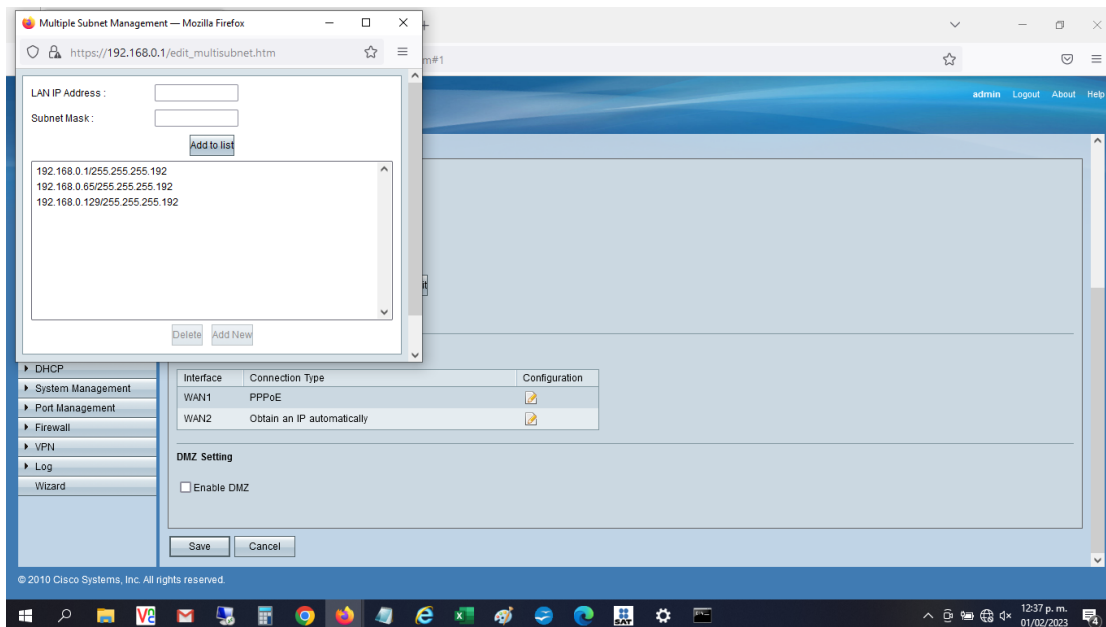 Multiple Subnet Management — Mozilla Firefox
https://192.168.0.1/edit_multisubnet.htm
m#1
LAN IP Address :
Subnet Mask :
Add to list
192.168.0.1/255.255.255.192
192.168.0.65/255.255.255.192
192.168.0.129/255.255.255.192
Delete Add New
admin Logout About Help
DHCP
System Management
Port Management
Firewall
VPN
Log
Wizard
Interface Connection Type Configuration
WAN1 PPPoE
WAN2 Obtain an IP automatically
DMZ Setting
Enable DMZ
Save Cancel
© 2010 Cisco Systems, Inc. All rights reserved.
SAT
12:37 p. m.
01/02/2023
4